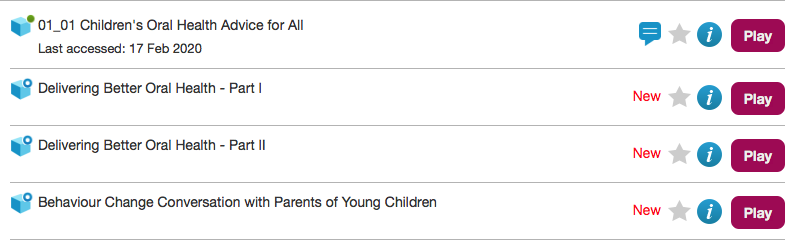 01_01 Children's Oral Health Advice for All
Last accessed: 17 Feb 2020
i
Play
Delivering Better Oral Health - Part I
New
i
Play
Delivering Better Oral Health - Part II
New
i
Play
Behaviour Change Conversation with Parents of Young Children
New
i
Play